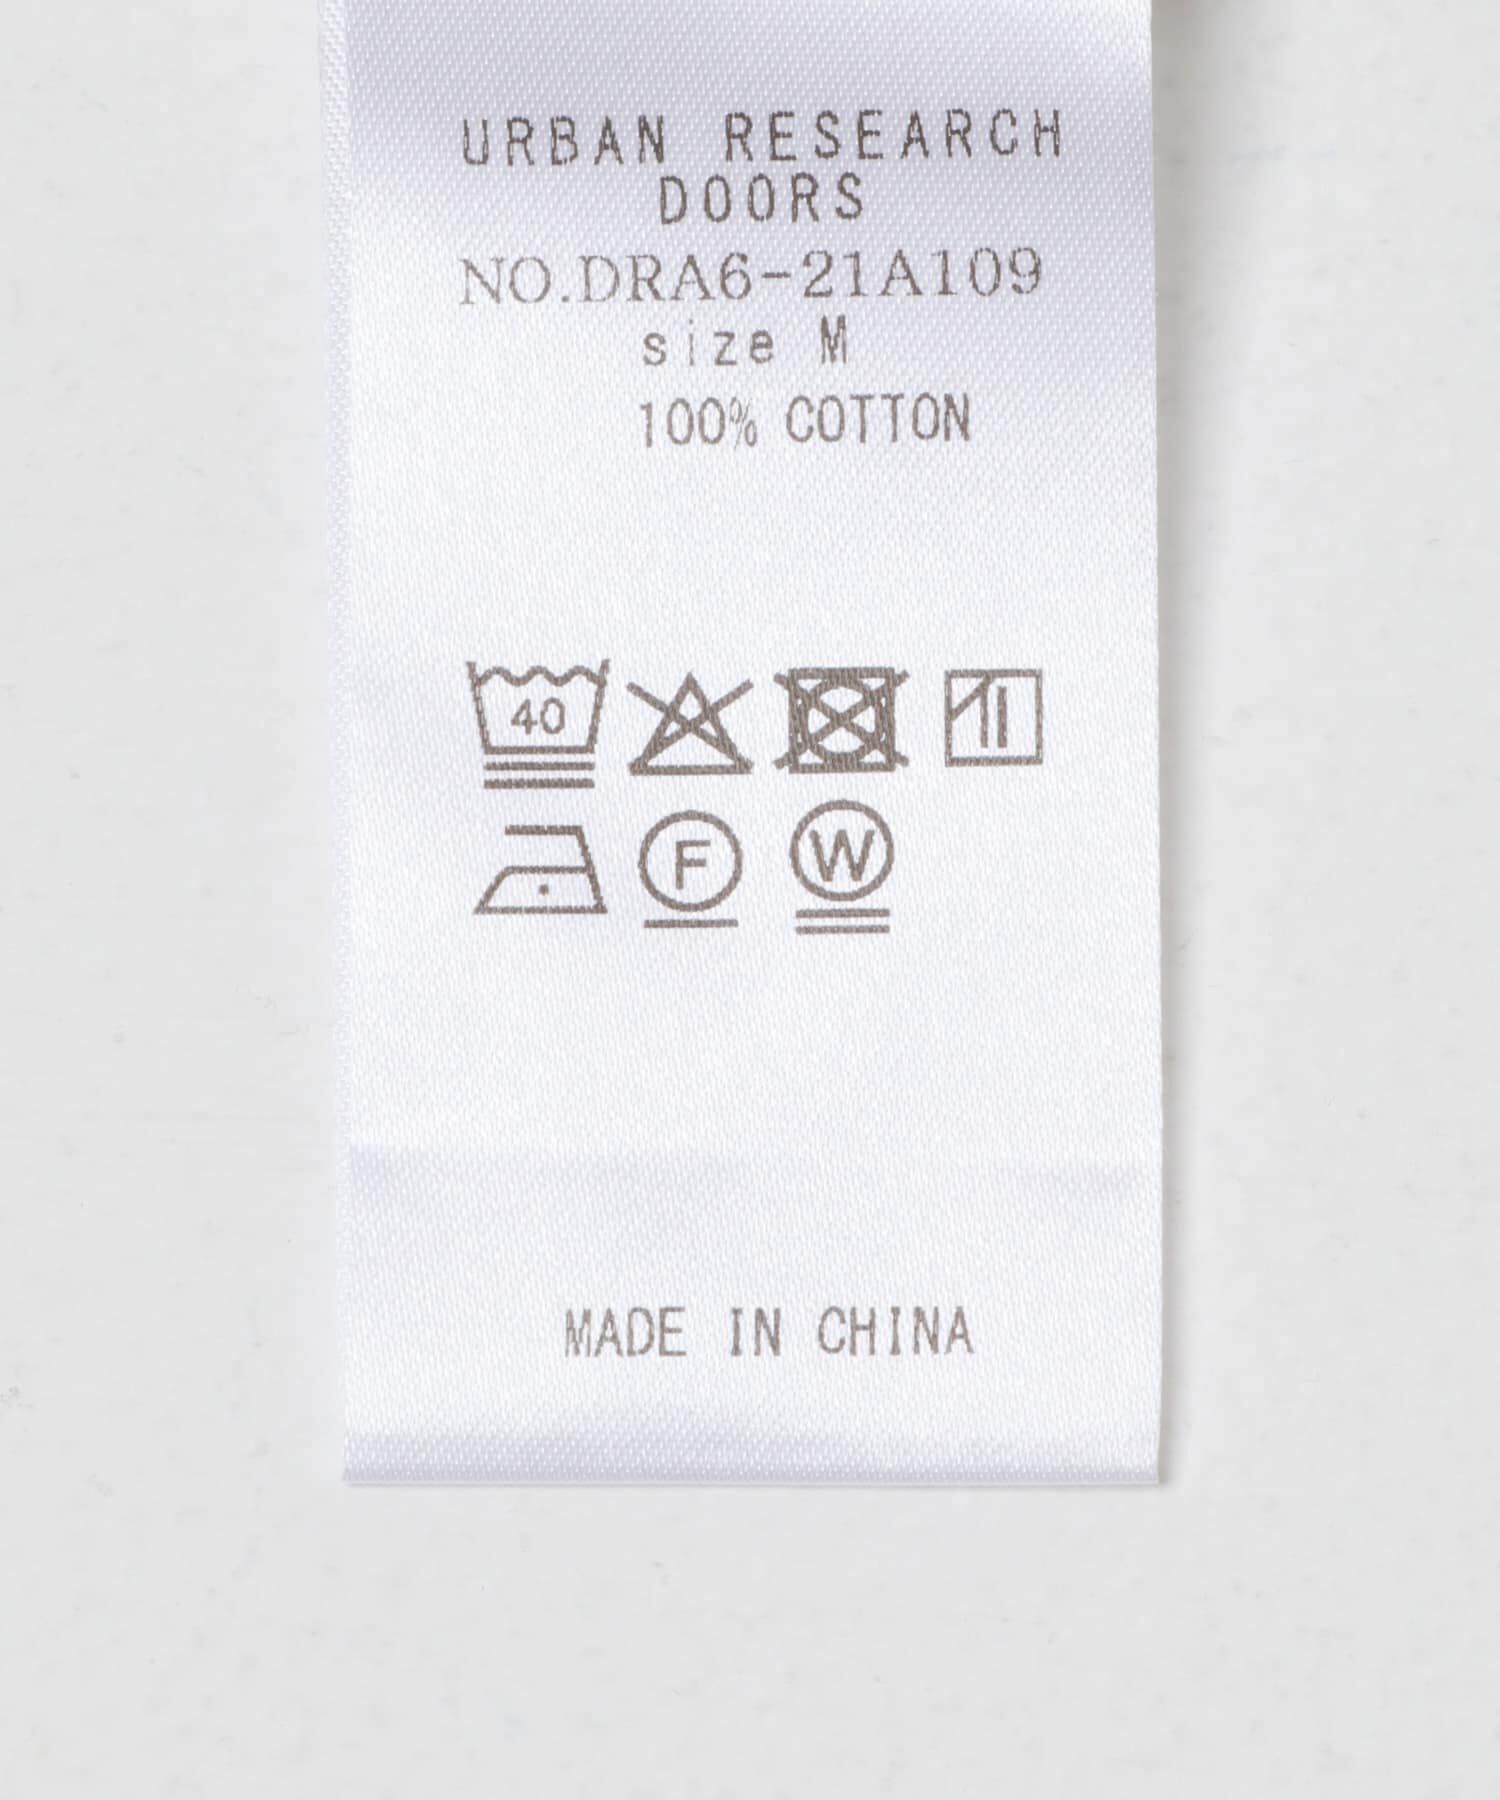 URBAN RESEARCH
DOORS
NO.DRA6-21A109
size M
100% COTTON
40
F W
MADE IN CHINA